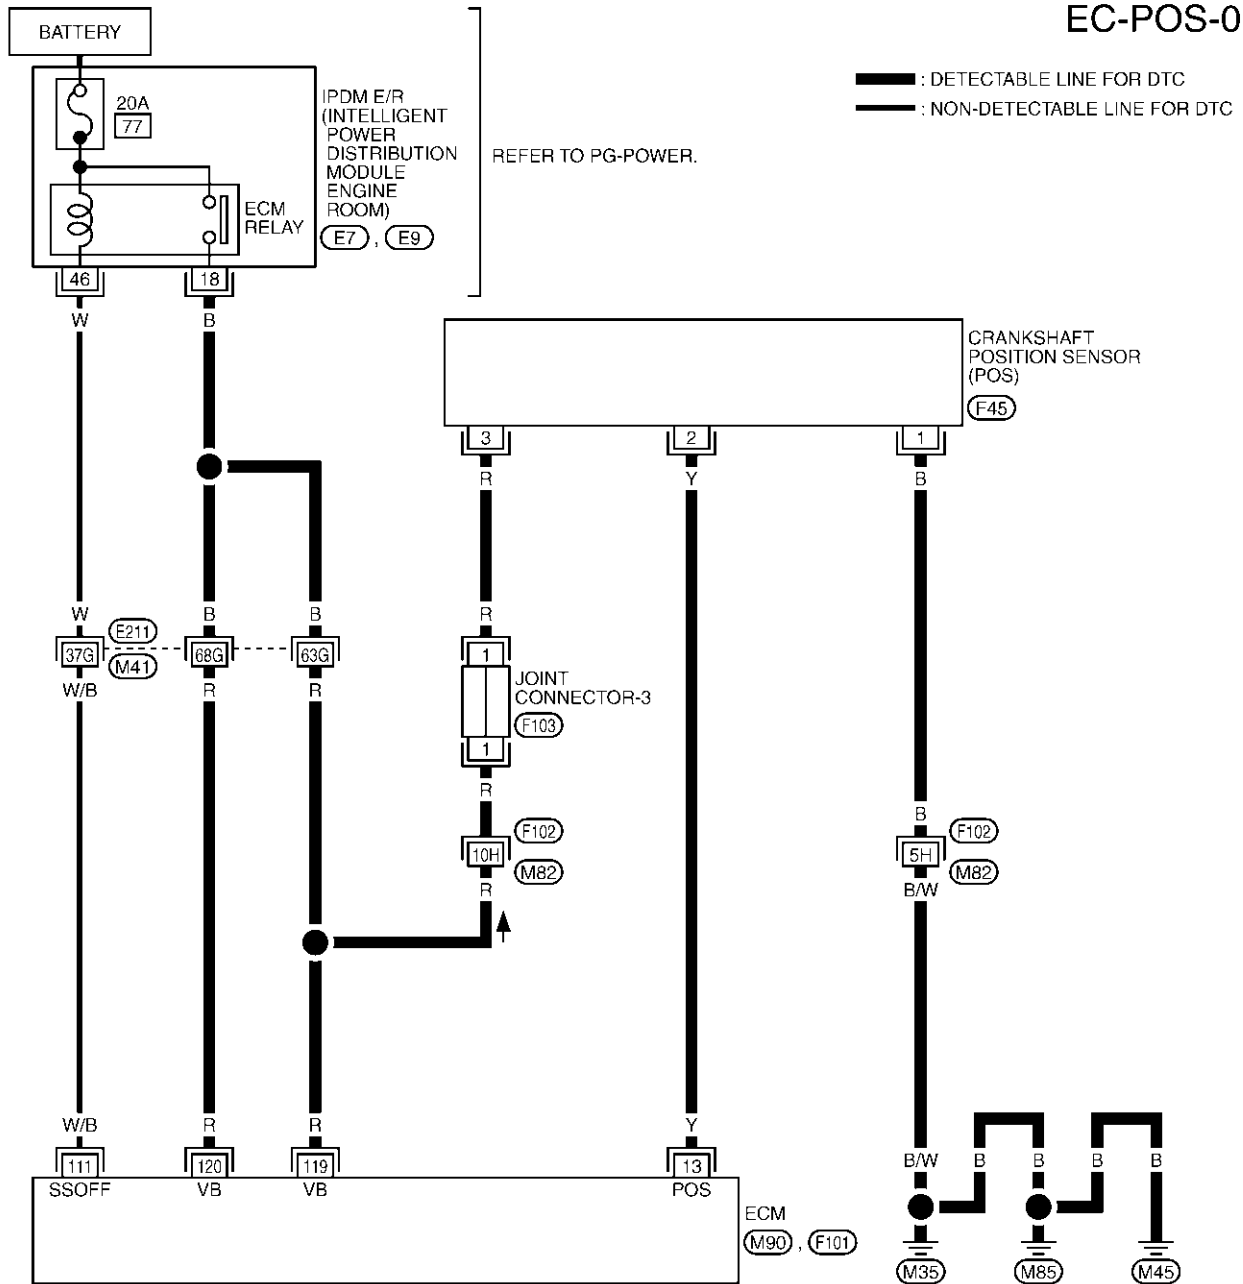 EC-POS-0
BATTERY
: DETECTABLE LINE FOR DTC
: NON-DETECTABLE LINE FOR DTC
20A
77
IPDM E/R
(INTELLIGENT
POWER
DISTRIBUTION
MODULE
ENGINE
ROOM)
E7 , E9
REFER TO PG-POWER.
ECM
RELAY
46 18
W B
CRANKSHAFT
POSITION SENSOR
(POS)
F45
3 2 1
R Y B
W B B R
E211
37G 68G 63G 1
M41
W/B R R
JOINT
CONNECTOR-3
F103
1
R B
F102 F102
10H 5H
M82 M82
R B/W
W/B R R Y
B/W B B B B
111 120 119 13
SSOFF VB VB POS
ECM
M90 , F101
M35 M85 M45